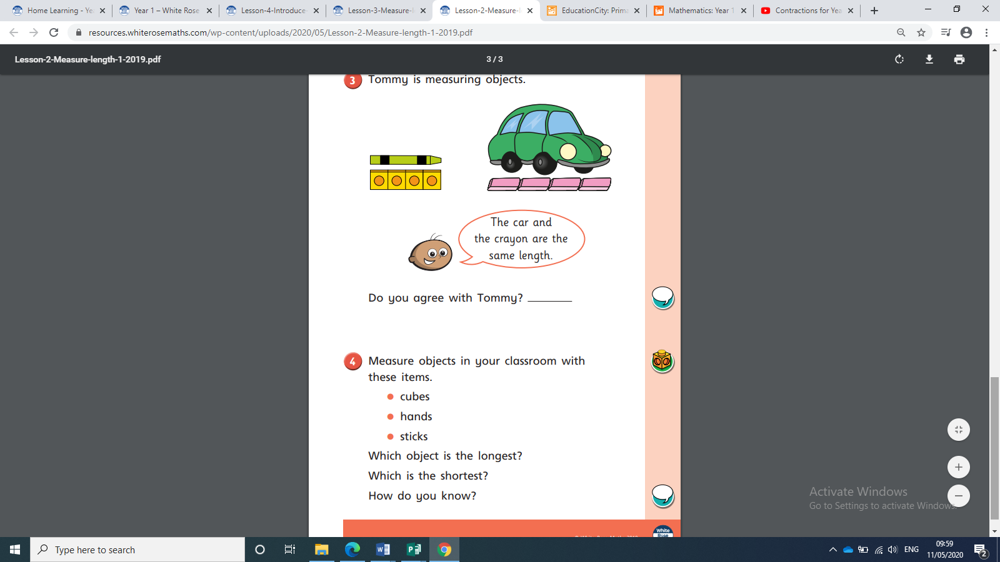 Home Learning - Ye
Year 1 – White Rose
Lesson-4-Introduce-
Lesson-3-Measure-l
Lesson-2-Measure-l
EducationCity: Prima
Mathematics: Year 1
Contractions for Yea
resources.whiterosemaths.com/wp-content/uploads/2020/05/Lesson-2-Measure-length-1-2019.pdf
Lesson-2-Measure-length-1-2019.pdf
3 / 3
3 Tommy is measuring objects.
The car and
the crayon are the
same length.
Do you agree with Tommy?
4 Measure objects in your classroom with
these items.
cubes
hands
sticks
Which object is the longest?
Which is the shortest?
How do you know?
Activate Windows
Go to Settings to activate Windows.
White
Rose
Type here to search
ENG
09:59
11/05/2020
2